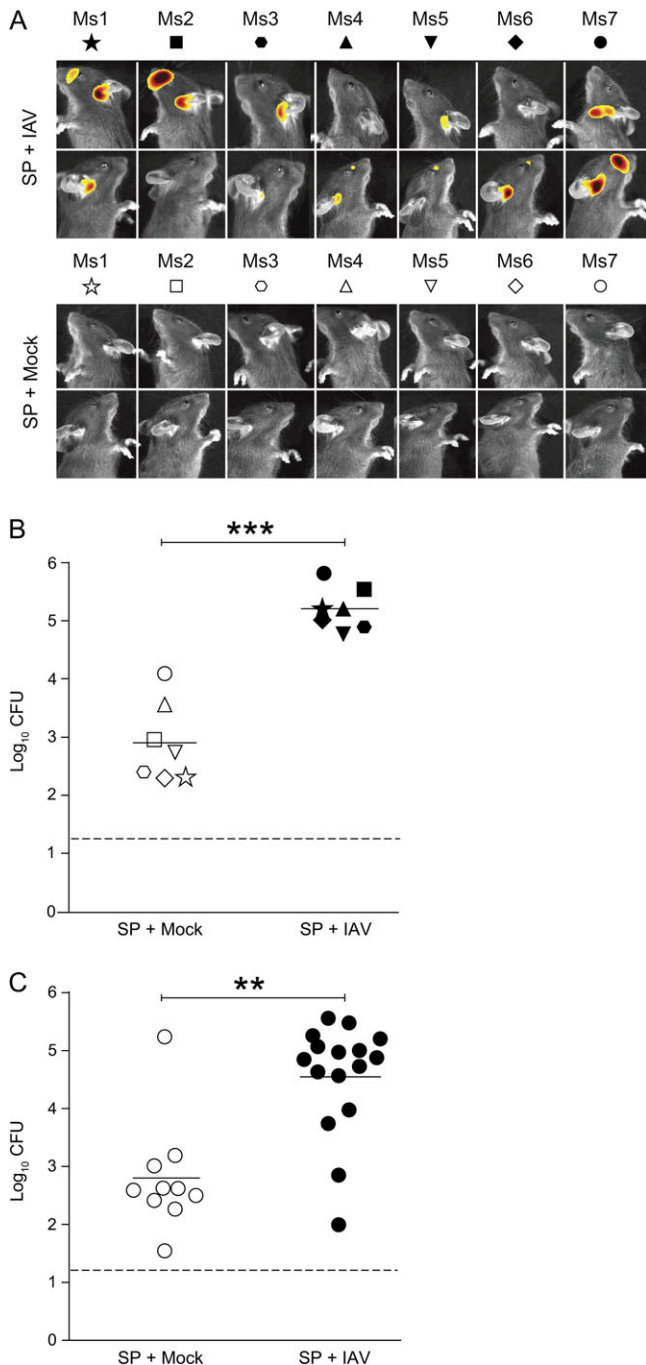 A
Ms1 Ms2 Ms3 Ms4 Ms5 Ms6 Ms7
SP + IAV
Ms1 Ms2 Ms3 Ms4 Ms5 Ms6 Ms7
SP + Mock
B
***
6
5
4
3
2
1
0
Log10 CFU
SP + Mock SP + IAV
C
**
6
5
4
3
2
1
0
Log10 CFU
SP + Mock SP + IAV